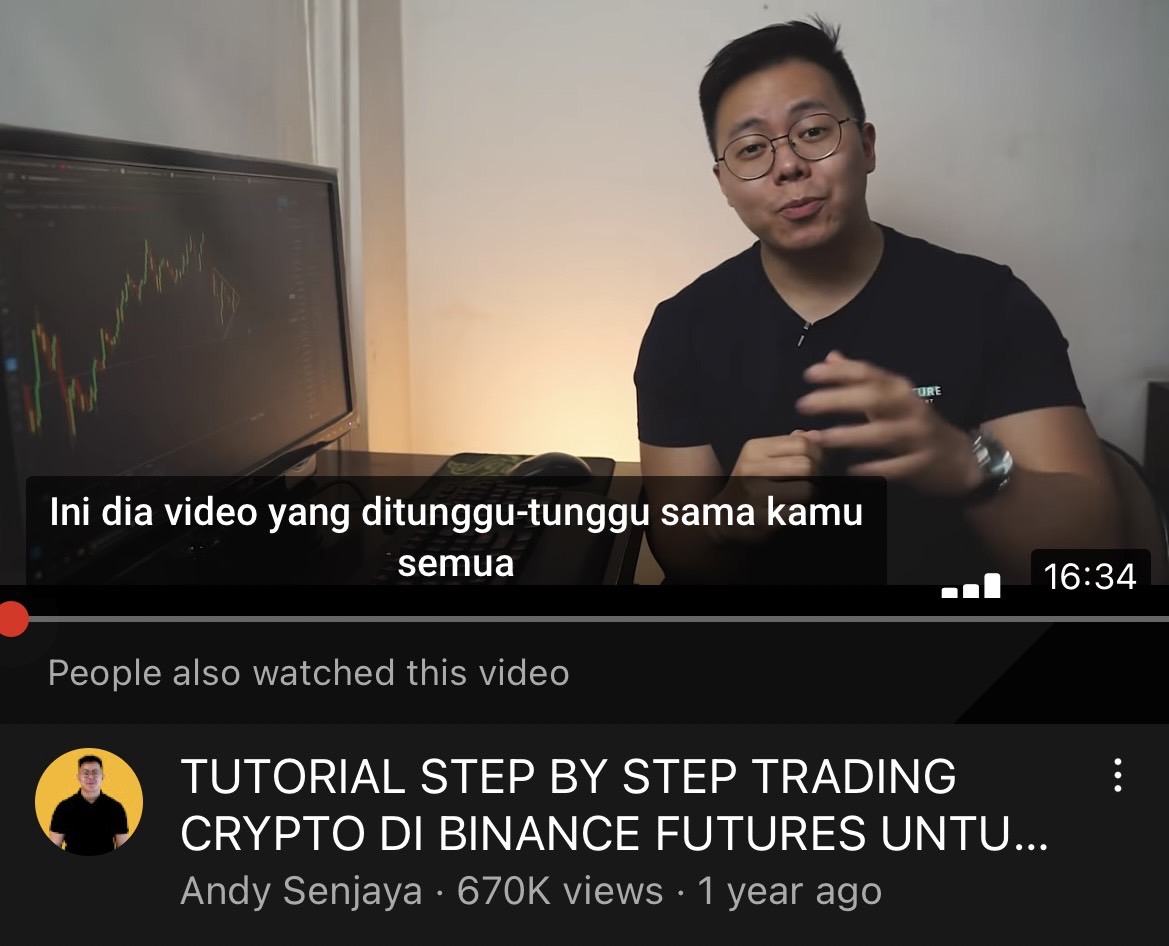 URE
Ini dia video yang ditunggu-tunggu sama kamu
semua
16:34
People also watched this video
TUTORIAL STEP BY STEP TRADING
CRYPTO DI BINANCE FUTURES UNTU...
Andy Senjaya · 670K views · 1 year ago